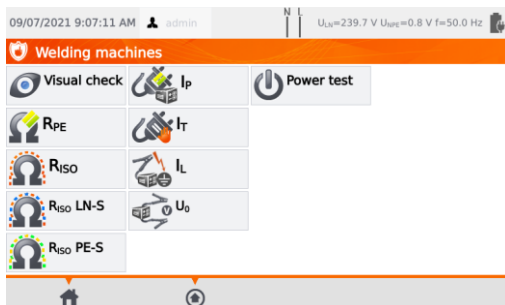 N L
09/07/2021 9:07:11 AM admin ULN=239.7 V UNPE=0.8 V f=50.0 Hz
Welding machines
Visual check
IP
Power test
RPE
IT
RISO
IL
RISO LN-S
U0
RISO PE-S